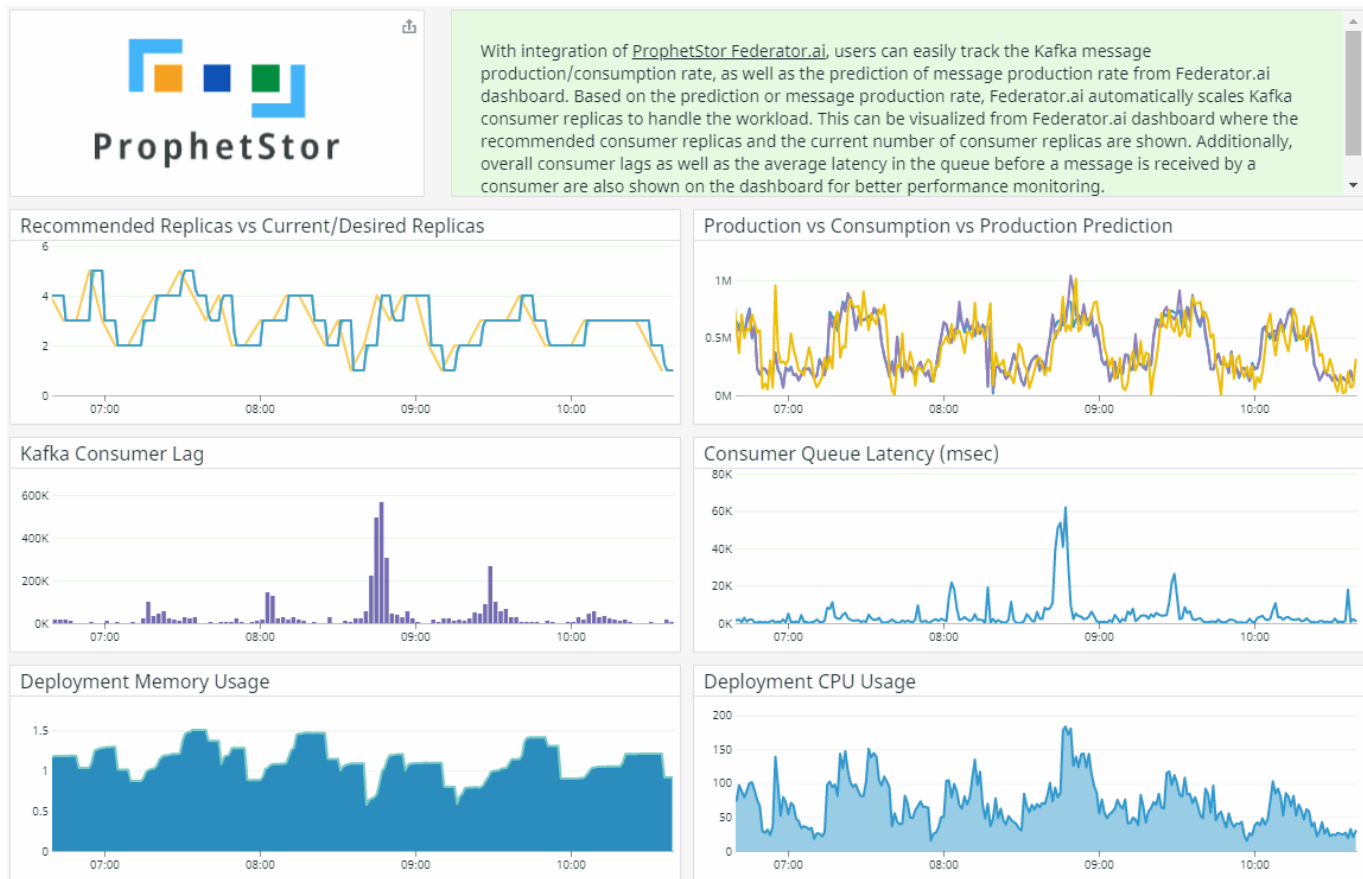 ProphetStor
With integration of ProphetStor Federator.ai, users can easily track the Kafka message
production/consumption rate, as well as the prediction of message production rate from Federator.ai
dashboard. Based on the prediction or message production rate, Federator.ai automatically scales Kafka
consumer replicas to handle the workload. This can be visualized from Federator.ai dashboard where the
recommended consumer replicas and the current number of consumer replicas are shown. Additionally,
overall consumer lags as well as the average latency in the queue before a message is received by a
consumer are also shown on the dashboard for better performance monitoring.
Recommended Replicas vs Current/Desired Replicas
6
4
2
0
07:00 08:00 09:00 10:00
Production vs Consumption vs Production Prediction
1M
0.5M
0M
07:00 08:00 09:00 10:00
Kafka Consumer Lag
600K
400K
200K
0K
07:00 08:00 09:00 10:00
Consumer Queue Latency (msec)
80K
60K
40K
20K
0K
07:00 08:00 09:00 10:00
Deployment Memory Usage
1.5
1
0.5
0
07:00 08:00 09:00 10:00
Deployment CPU Usage
200
150
100
50
0
07:00 08:00 09:00 10:00